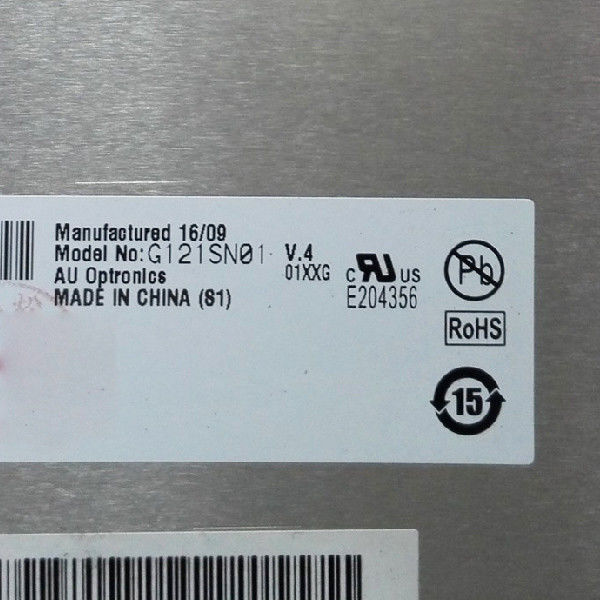 Manufactured 16/09
Model No:G121SN01 V.4
AU Optronics 01XXG
MADE IN CHINA (S1)
c RU US
E204356
Pb
RoHS
15